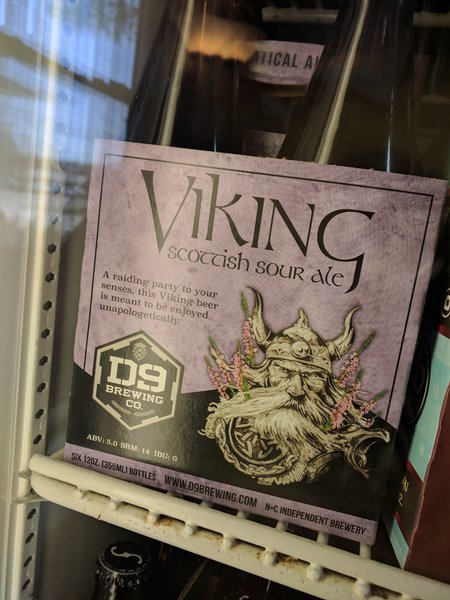 ATICAL A
VIKING
SCOTTISH SOUR ALE
A raiding party to your
senses, this Viking beer
is meant to be enjoyed
unapologetically.
D9
BREWING
CO.
ABV: 5.0 SRM: 14 IBU: 0
SIX 12OZ. (355ML) BOTTLES WWW.D9BREWING.COM N•C INDEPENDENT BREWERY